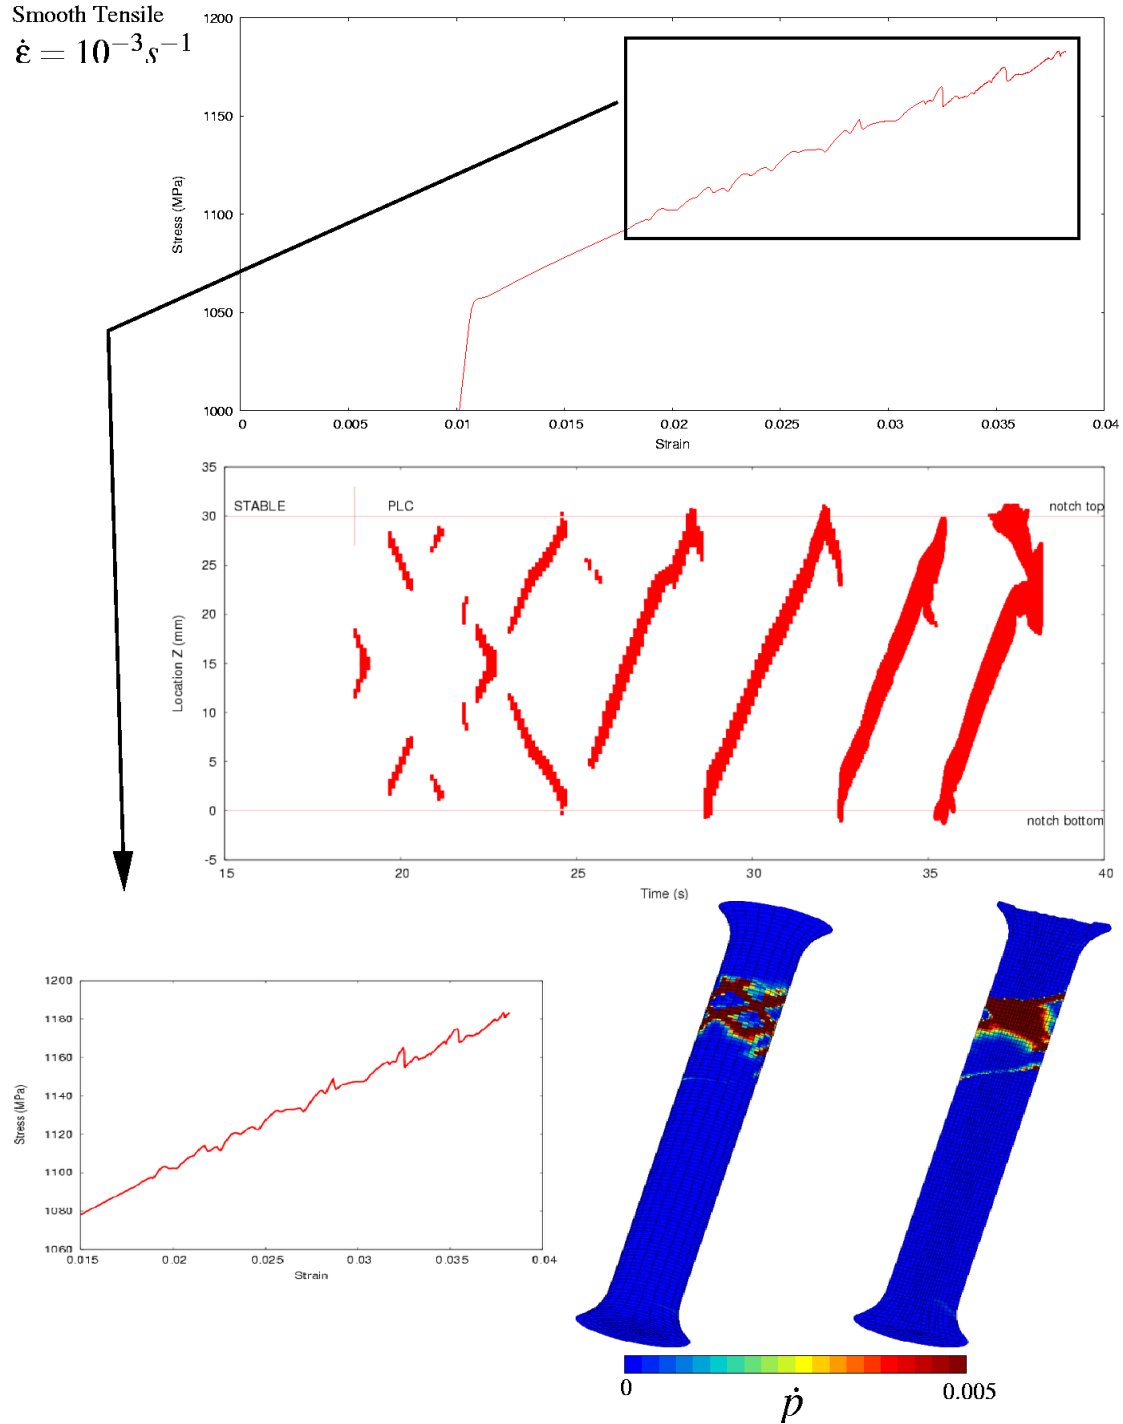 Smooth Tensile
ε̇ = 10⁻³s⁻¹
1200
1150
1100
1050
1000
Stress (MPa)
0 0.005 0.01 0.015 0.02 0.025 0.03 0.035 0.04
Strain
35
30
25
20
15
10
5
0
-5
Location Z (mm)
STABLE PLC notch top
notch bottom
15 20 25 30 35 40
Time (s)
1200
1180
1160
1140
1120
1100
1080
1060
Stress (MPa)
0.015 0.02 0.025 0.03 0.035 0.04
Strain
0 0.005
ṗ